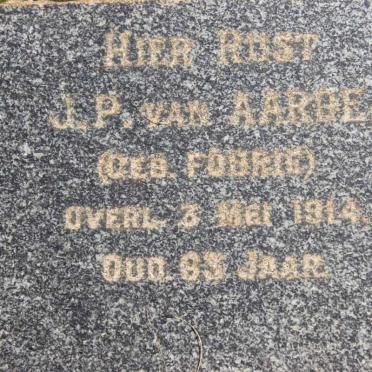 HIER RUST
J. P. VAN AARDE
(GEB. FOURIE)
OVERL. 3 MEI 1914.
OUD 83 JAAR.